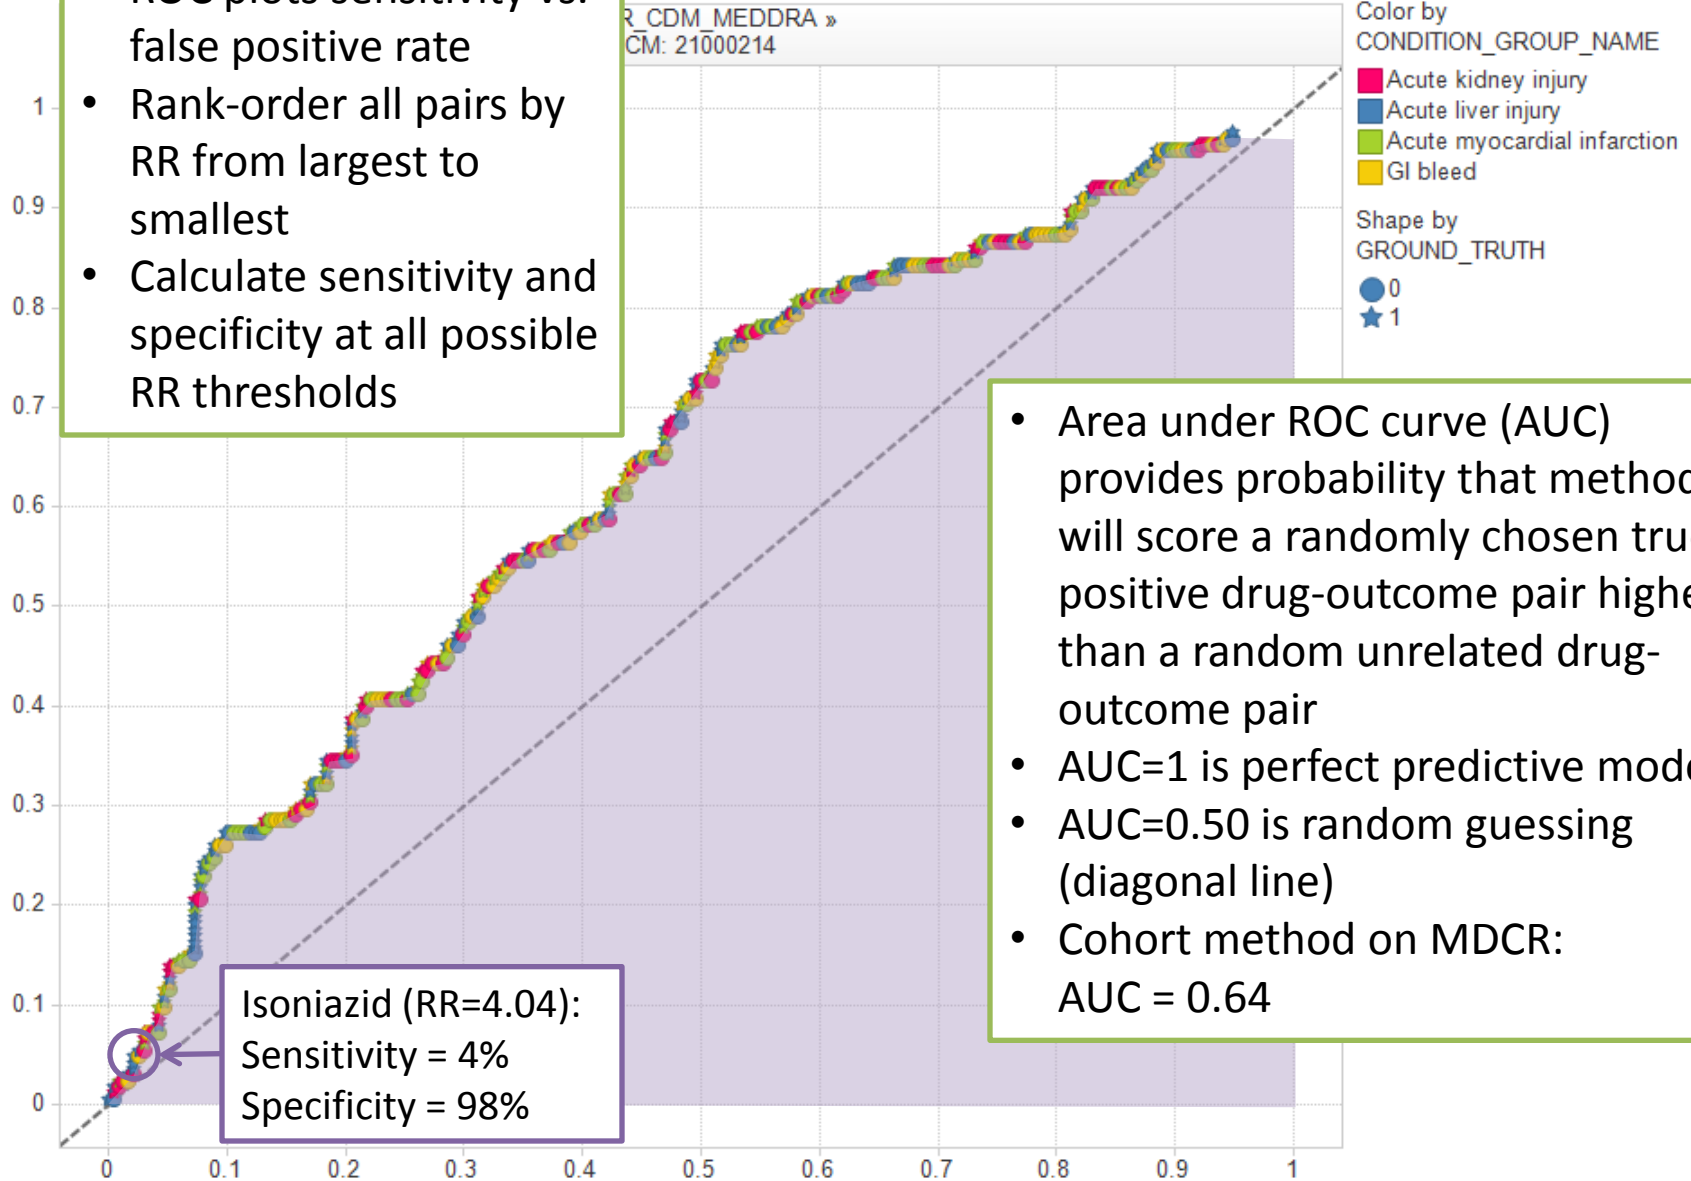 ROC plots sensitivity vs.
false positive rate
• Rank-order all pairs by
RR from largest to
smallest
• Calculate sensitivity and
specificity at all possible
RR thresholds
R_CDM_MEDDRA »
CM: 21000214
Color by
CONDITION_GROUP_NAME
Acute kidney injury
Acute liver injury
Acute myocardial infarction
GI bleed
Shape by
GROUND_TRUTH
0
1
• Area under ROC curve (AUC)
provides probability that method
will score a randomly chosen tru
positive drug-outcome pair highe
than a random unrelated drug-
outcome pair
• AUC=1 is perfect predictive mode
• AUC=0.50 is random guessing
(diagonal line)
• Cohort method on MDCR:
AUC = 0.64
Isoniazid (RR=4.04):
Sensitivity = 4%
Specificity = 98%
1
0.9
0.8
0.7
0.6
0.5
0.4
0.3
0.2
0.1
0
0 0.1 0.2 0.3 0.4 0.5 0.6 0.7 0.8 0.9 1